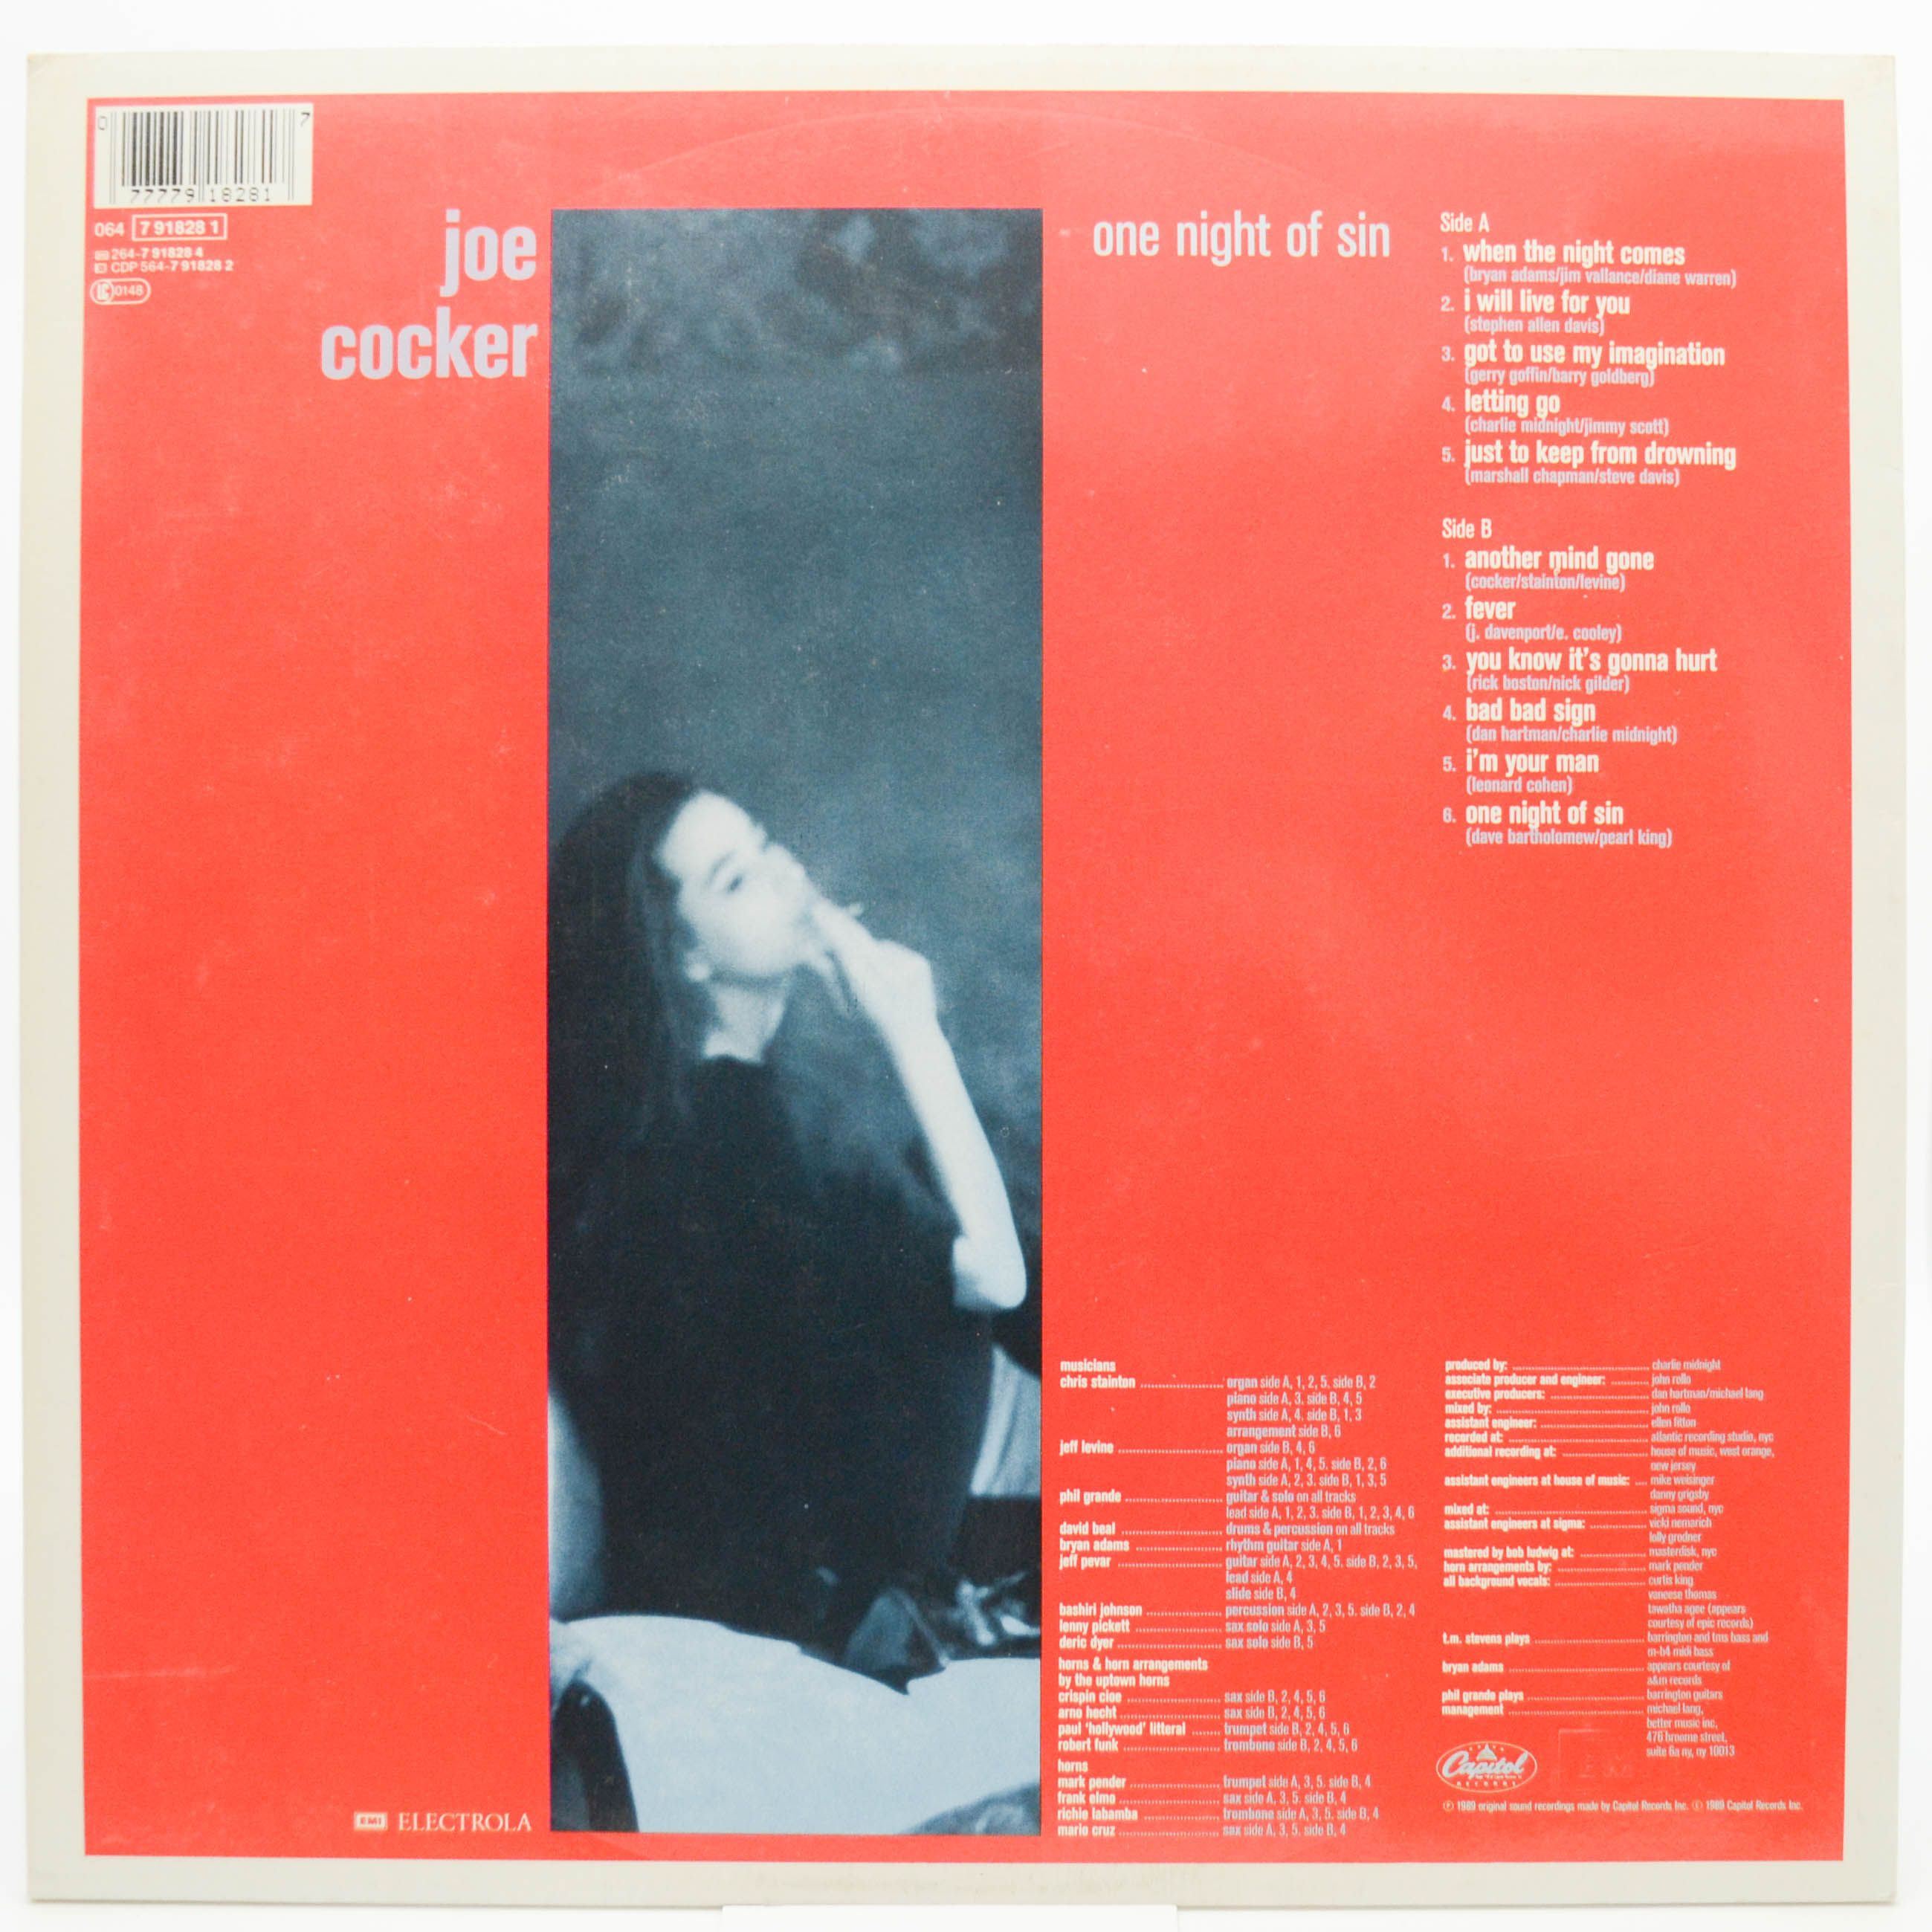 0 7
77779 18281
064 7 91828 1
264-7 91828 4
CDP 564-7 91828 2
LC 0148
joe
cocker
one night of sin
Side A
1. when the night comes
(bryan adams/jim vallance/diane warren)
2. i will live for you
(stephen allen davis)
3. got to use my imagination
(gerry goffin/barry goldberg)
4. letting go
(charlie midnight/jimmy scott)
5. just to keep from drowning
(marshall chapman/steve davis)
Side B
1. another mind gone
(cocker/stainton/levine)
2. fever
(j. davenport/e. cooley)
3. you know it's gonna hurt
(rick boston/nick gilder)
4. bad bad sign
(dan hartman/charlie midnight)
5. i'm your man
(leonard cohen)
6. one night of sin
(dave bartholomew/pearl king)
musicians
chris stainton organ side A, 1, 2, 5. side B, 2
piano side A, 3. side B, 4, 5
synth side A, 4. side B, 1, 3
arrangement side B, 6
jeff levine organ side B, 4, 6
piano side A, 1, 4, 5. side B, 2, 6
synth side A, 2, 3. side B, 1, 3, 5
phil grande guitar & solo on all tracks
lead side A, 1, 2, 3. side B, 1, 2, 3, 4, 6
david beal drums & percussion on all tracks
bryan adams rhythm guitar side A, 1
jeff pevar guitar side A, 2, 3, 4, 5. side B, 2, 3, 5,
lead side A, 4
slide side B, 4
bashiri johnson percussion side A, 2, 3, 5. side B, 2, 4
lenny pickett sax solo side A, 3, 5
deric dyer sax solo side B, 5
horns & horn arrangements
by the uptown horns
crispin cioe sax side B, 2, 4, 5, 6
arno hecht sax side B, 2, 4, 5, 6
paul 'hollywood' litteral trumpet side B, 2, 4, 5, 6
robert funk trombone side B, 2, 4, 5, 6
horns
mark pender trumpet side A, 3, 5. side B, 4
frank elmo sax side A, 3, 5. side B, 4
richie labamba trombone side A, 3, 5. side B, 4
mario cruz sax side A, 3, 5. side B, 4
produced by: charlie midnight
associate producer and engineer: john rollo
executive producers: dan hartman/michael lang
mixed by: john rollo
assistant engineer: ellen fitton
recorded at: atlantic recording studio, nyc
additional recording at: house of music, west orange,
new jersey
assistant engineers at house of music: mike weisinger
danny grigsby
mixed at: sigma sound, nyc
assistant engineers at sigma: vicki nemarich
lolly grodner
mastered by bob ludwig at: masterdisk, nyc
horn arrangements by: mark pender
all background vocals: curtis king
vaneese thomas
tawatha agee (appears
courtesy of epic records)
t.m. stevens plays barrington and tms bass and
m-b4 midi bass
bryan adams appears courtesy of
a&m records
phil grande plays barrington guitars
management michael lang,
better music inc,
476 broome street,
suite 6a ny, ny 10013
Capitol
RECORDS
EMI ELECTROLA
℗ 1989 original sound recordings made by Capitol Records Inc. © 1989 Capitol Records Inc.